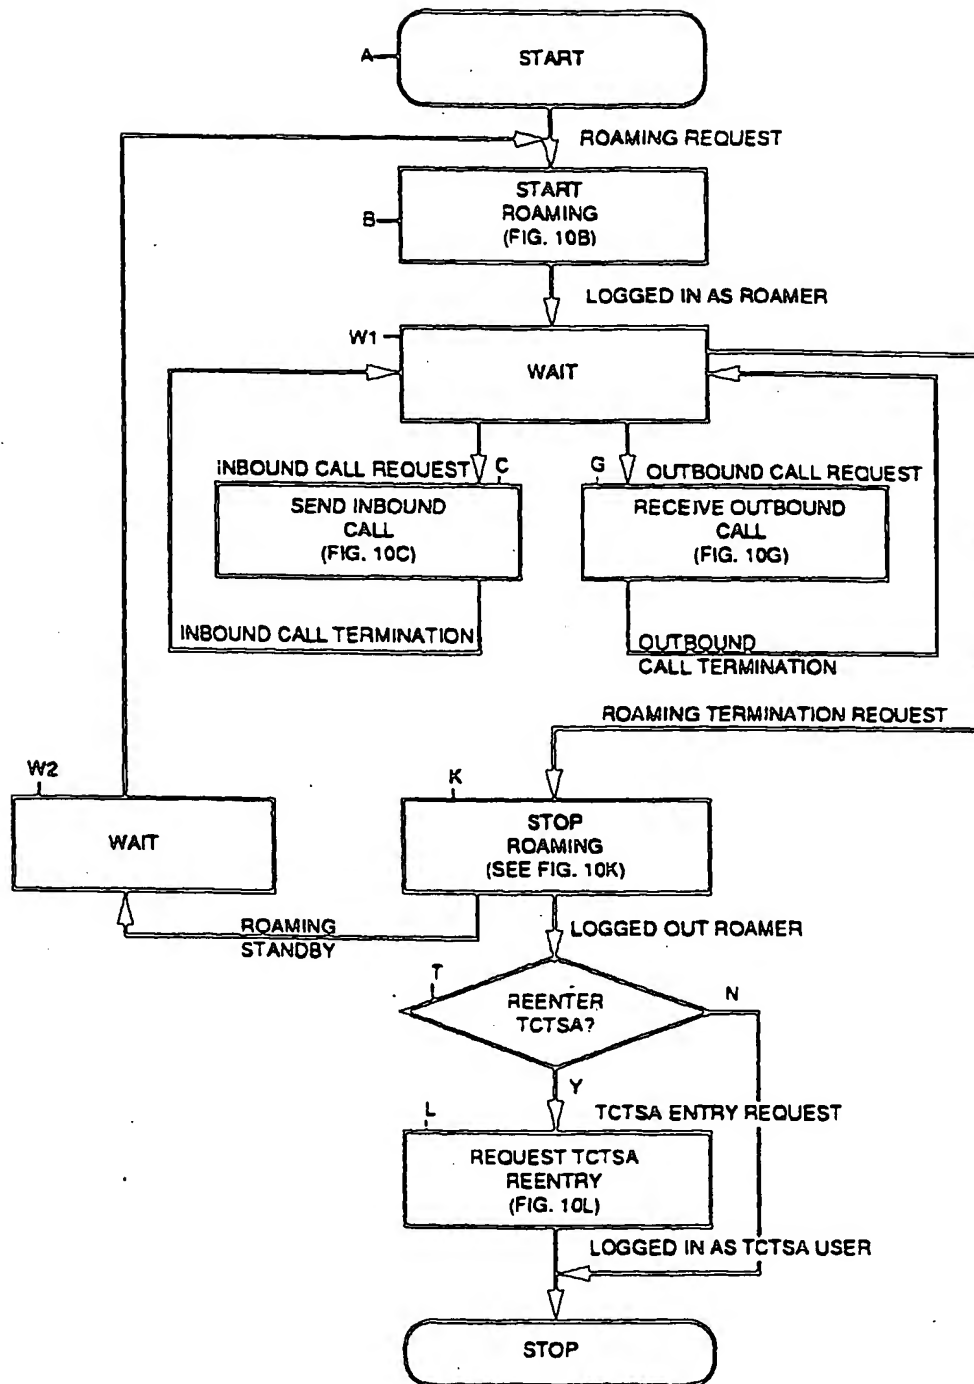 A
START
ROAMING REQUEST
START
ROAMING
(FIG. 10B)
B
LOGGED IN AS ROAMER
W1
WAIT
INBOUND CALL REQUEST
C
G
OUTBOUND CALL REQUEST
SEND INBOUND
CALL
(FIG. 10C)
RECEIVE OUTBOUND
CALL
(FIG. 10G)
INBOUND CALL TERMINATION
OUTBOUND
CALL TERMINATION
ROAMING TERMINATION REQUEST
W2
K
WAIT
STOP
ROAMING
(SEE FIG. 10K)
ROAMING
STANDBY
LOGGED OUT ROAMER
T
N
REENTER
TCTSA?
Y
L
TCTSA ENTRY REQUEST
REQUEST TCTSA
REENTRY
(FIG. 10L)
LOGGED IN AS TCTSA USER
STOP